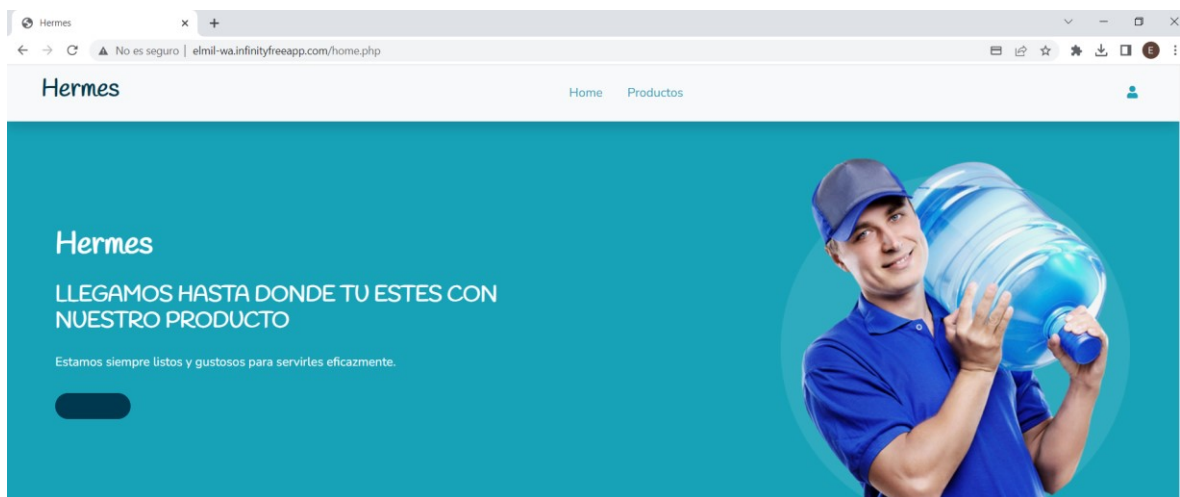 Hermes
No es seguro | elmil-wa.infinityfreeapp.com/home.php
E
Hermes
Home Productos
Hermes
LLEGAMOS HASTA DONDE TU ESTES CON
NUESTRO PRODUCTO
Estamos siempre listos y gustosos para servirles eficazmente.